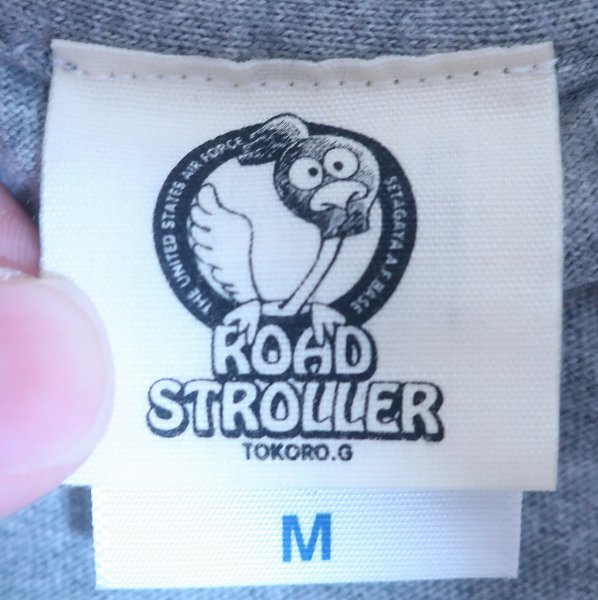 THE UNITED STATES AIR FORCE
SETAGAYA A.F BASE
ROAD
STROLLER
TOKORO.G
M